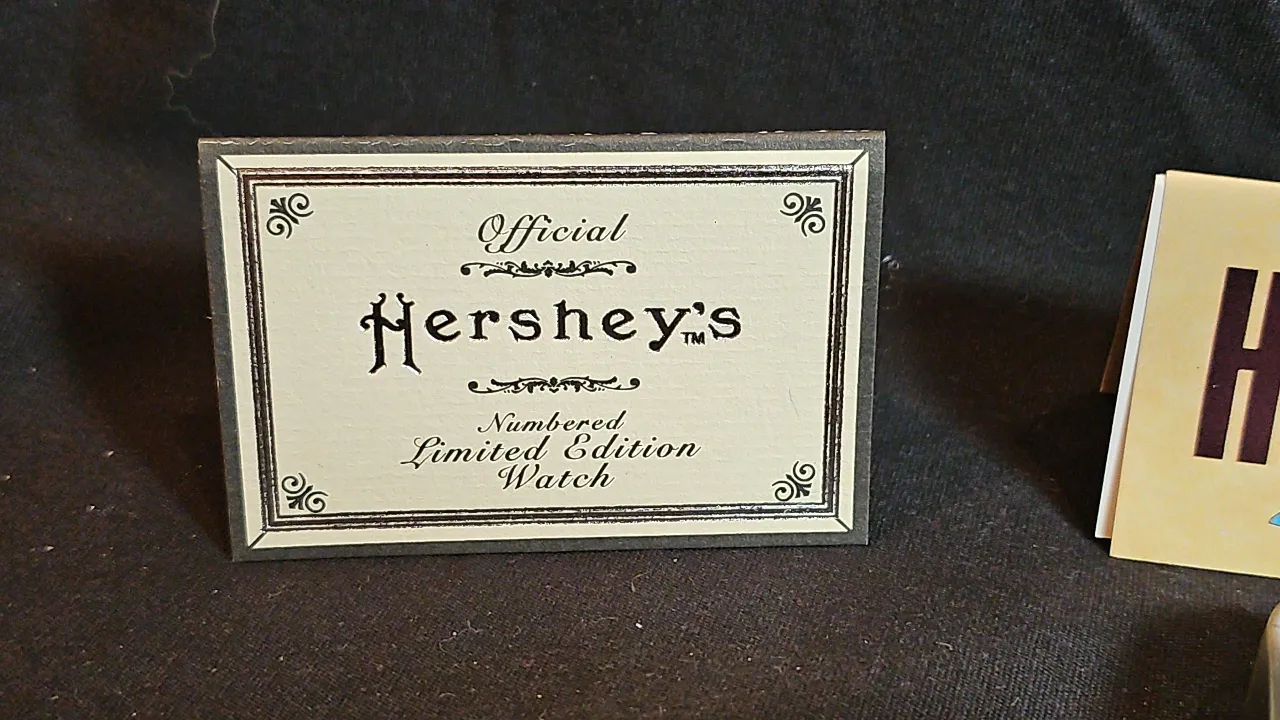 Official
Hershey's™
Numbered
Limited Edition
Watch
H